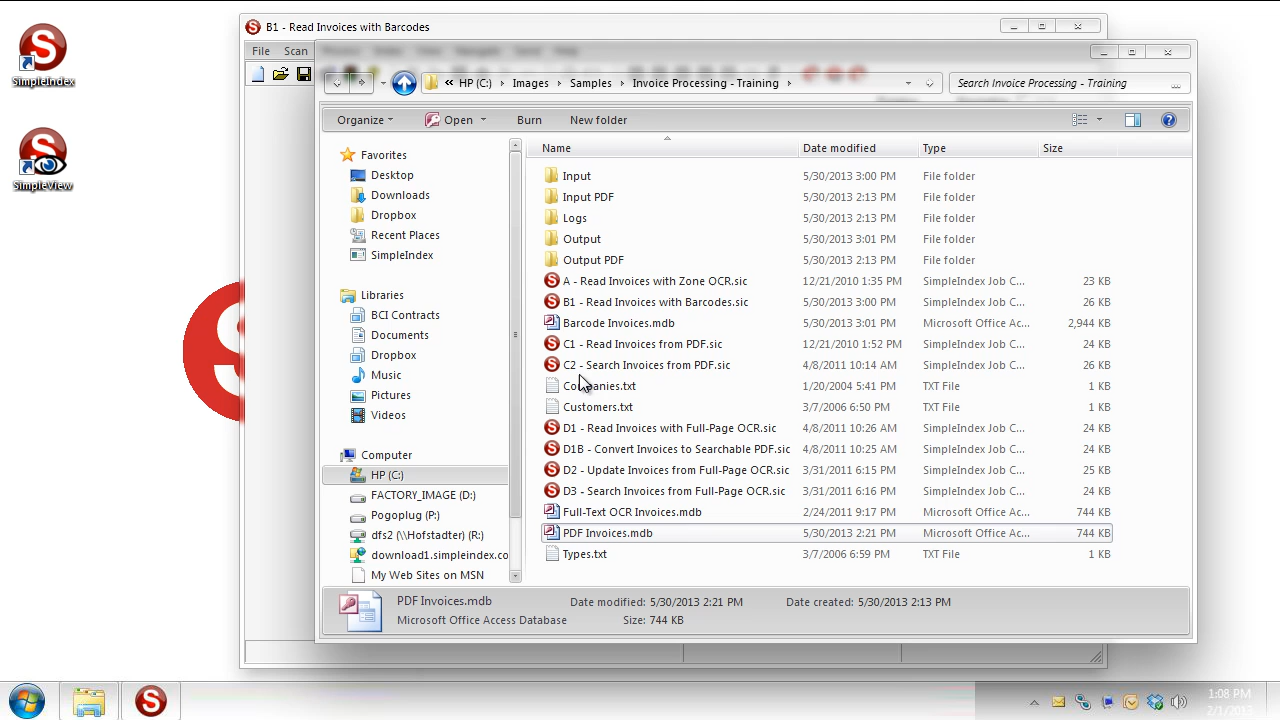 SimpleIndex
SimpleView
B1 - Read Invoices with Barcodes
File Scan
« HP (C:) Images Samples Invoice Processing - Training
Search Invoice Processing - Training
Organize Open Burn New folder
Name Date modified Type Size
Favorites
Desktop
Downloads
Dropbox
Recent Places
SimpleIndex
Libraries
BCI Contracts
Documents
Dropbox
Music
Pictures
Videos
Computer
HP (C:)
FACTORY_IMAGE (D:)
Pogoplug (P:)
dfs2 (\\Hofstadter) (R:)
download1.simpleindex.co
My Web Sites on MSN
Input 5/30/2013 3:00 PM File folder
Input PDF 5/30/2013 2:13 PM File folder
Logs 5/30/2013 2:13 PM File folder
Output 5/30/2013 3:01 PM File folder
Output PDF 5/30/2013 2:13 PM File folder
A - Read Invoices with Zone OCR.sic 12/21/2010 1:35 PM SimpleIndex Job C... 23 KB
B1 - Read Invoices with Barcodes.sic 5/30/2013 3:00 PM SimpleIndex Job C... 26 KB
Barcode Invoices.mdb 5/30/2013 3:01 PM Microsoft Office Ac... 2,944 KB
C1 - Read Invoices from PDF.sic 12/21/2010 1:52 PM SimpleIndex Job C... 24 KB
C2 - Search Invoices from PDF.sic 4/8/2011 10:14 AM SimpleIndex Job C... 26 KB
Companies.txt 1/20/2004 5:41 PM TXT File 1 KB
Customers.txt 3/7/2006 6:50 PM TXT File 1 KB
D1 - Read Invoices with Full-Page OCR.sic 4/8/2011 10:26 AM SimpleIndex Job C... 24 KB
D1B - Convert Invoices to Searchable PDF.sic 4/8/2011 10:25 AM SimpleIndex Job C... 24 KB
D2 - Update Invoices from Full-Page OCR.sic 3/31/2011 6:15 PM SimpleIndex Job C... 25 KB
D3 - Search Invoices from Full-Page OCR.sic 3/31/2011 6:16 PM SimpleIndex Job C... 24 KB
Full-Text OCR Invoices.mdb 2/24/2011 9:17 PM Microsoft Office Ac... 744 KB
PDF Invoices.mdb 5/30/2013 2:21 PM Microsoft Office Ac... 744 KB
Types.txt 3/7/2006 6:59 PM TXT File 1 KB
PDF Invoices.mdb Date modified: 5/30/2013 2:21 PM Date created: 5/30/2013 2:13 PM
Microsoft Office Access Database Size: 744 KB
1:08 PM
2/1/2013